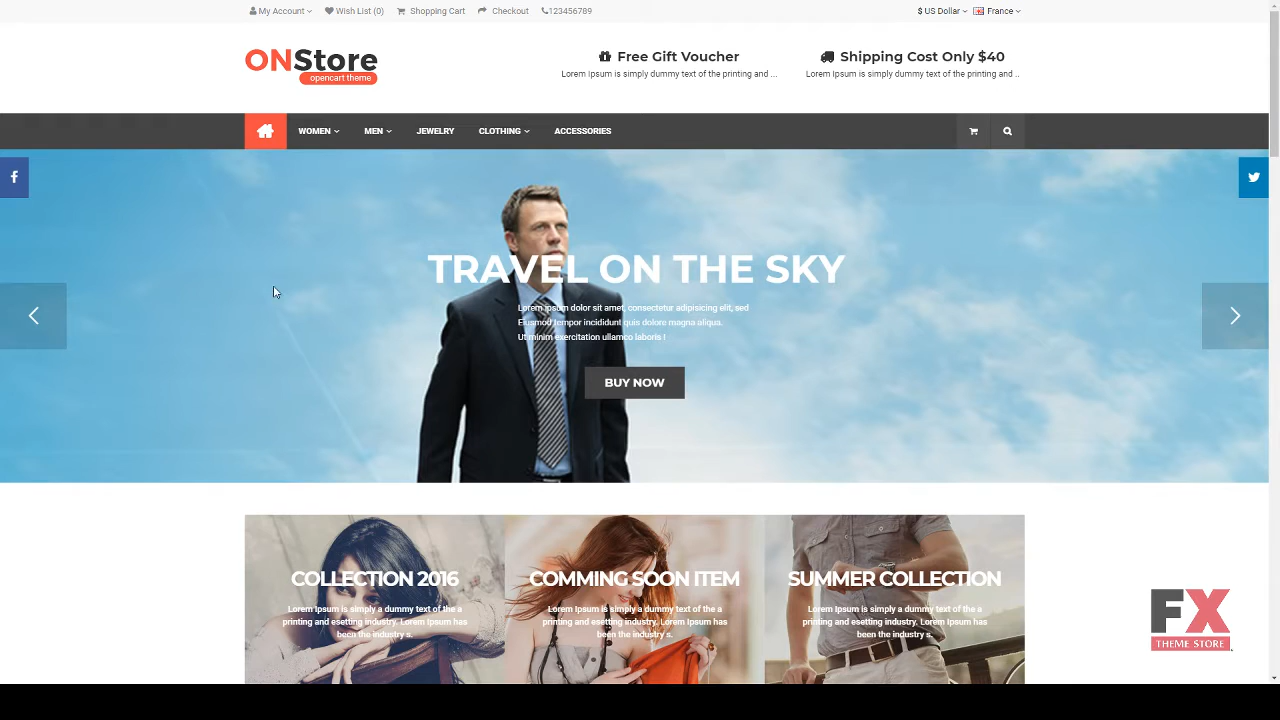 My Account
Wish List (0)
Shopping Cart
Checkout
123456789
$ US Dollar
France
ONStore
opencart theme
Free Gift Voucher
Lorem Ipsum is simply dummy text of the printing and ...
Shipping Cost Only $40
Lorem Ipsum is simply dummy text of the printing and ..
WOMEN
MEN
JEWELRY
CLOTHING
ACCESSORIES
TRAVEL ON THE SKY
Lorem ipsum dolor sit amet, consectetur adipisicing elit, sed
Eiusmod tempor incididunt quis dolore magna aliqua.
Ut minim exercitation ullamco laboris !
BUY NOW
COLLECTION 2016
Lorem Ipsum is simply a dummy text of the a
printing and esetting industry. Lorem Ipsum has
been the industry s.
COMMING SOON ITEM
Lorem Ipsum is simply a dummy text of the a
printing and esetting industry. Lorem Ipsum has
been the industry s.
SUMMER COLLECTION
Lorem Ipsum is simply a dummy text of the a
printing and esetting industry. Lorem Ipsum has
been the industry s.
FX
THEME STORE